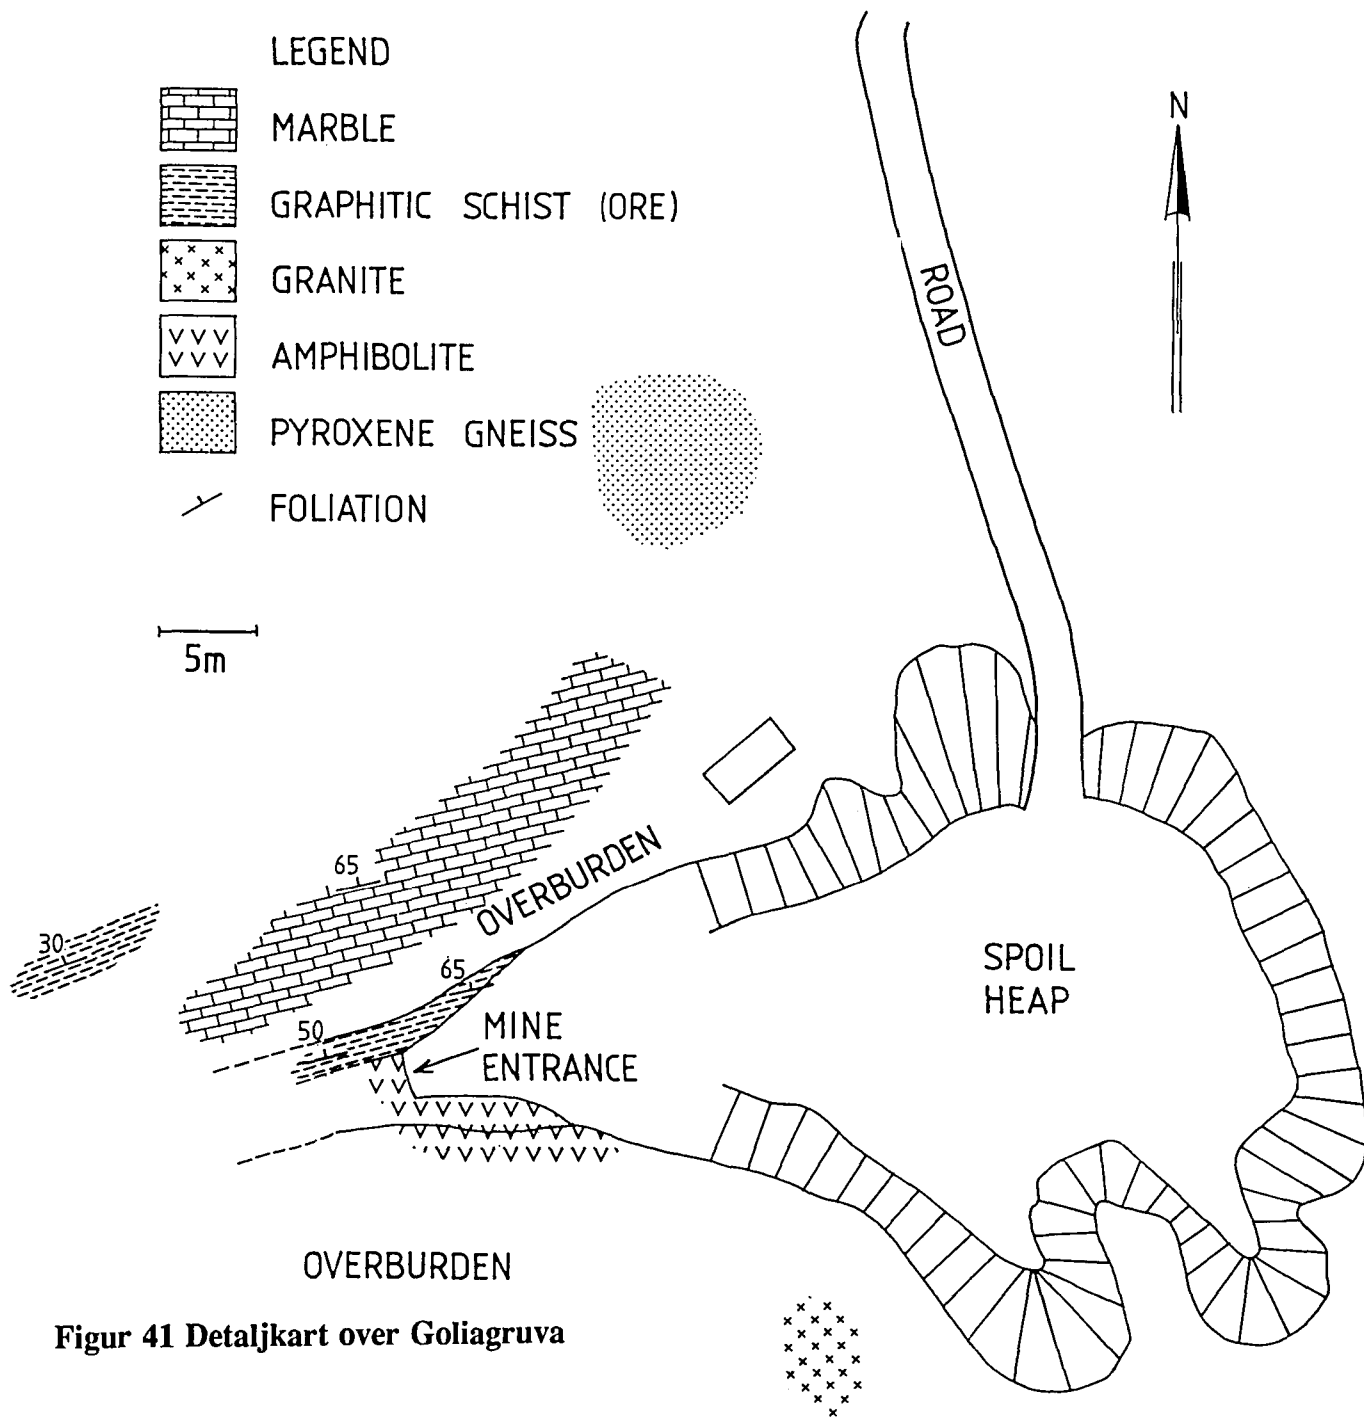 LEGEND
MARBLE
GRAPHITIC SCHIST (ORE)
GRANITE
AMPHIBOLITE
PYROXENE GNEISS
FOLIATION
5m
N
ROAD
65
OVERBURDEN
30
65
50
MINE
ENTRANCE
SPOIL
HEAP
OVERBURDEN
Figur 41 Detaljkart over Goliagruva